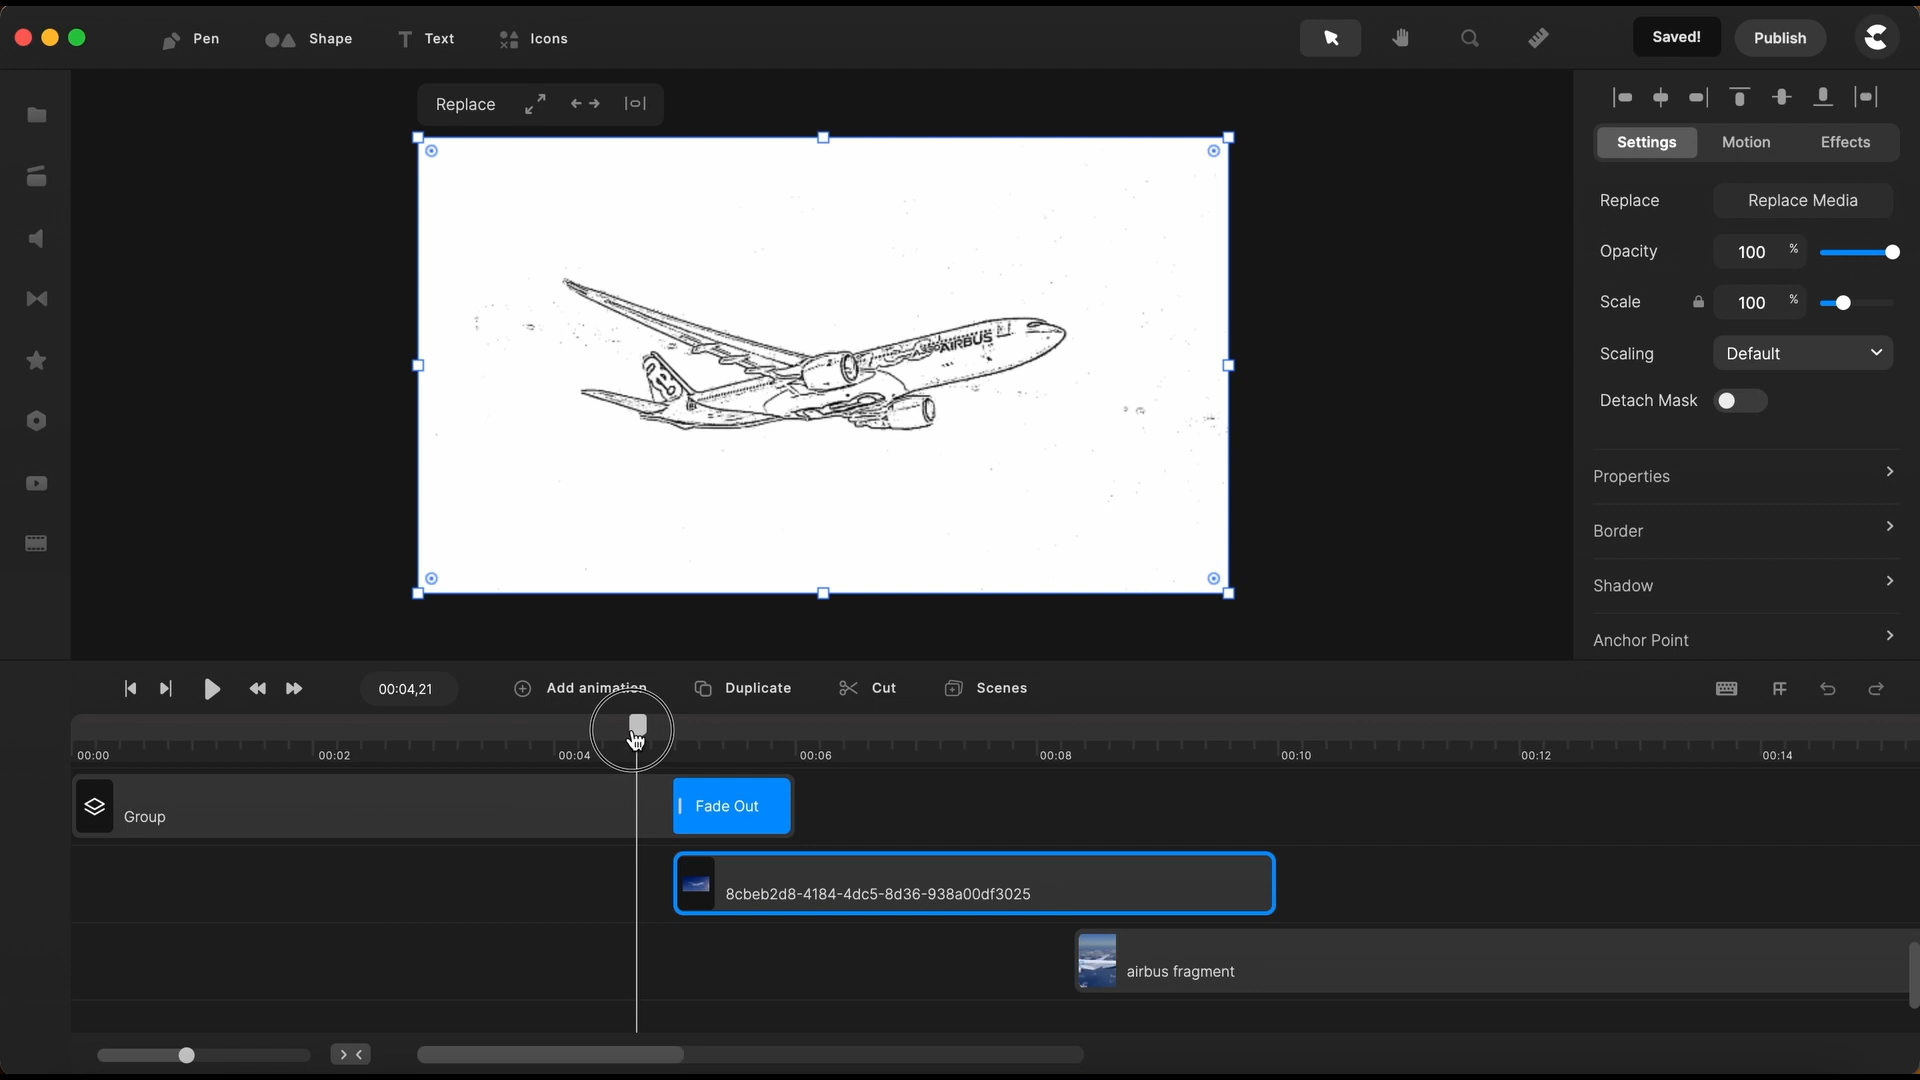 Pen
Shape
Text
Icons
Saved!
Publish
Replace
Settings
Motion
Effects
Replace
Replace Media
Opacity
100 %
Scale
100 %
Scaling
Default
Detach Mask
Properties
Border
Shadow
Anchor Point
AIRBUS
00:04,21
Add animation
Duplicate
Cut
Scenes
00:00
00:02
00:04
00:06
00:08
00:10
00:12
00:14
Group
Fade Out
8cbeb2d8-4184-4dc5-8d36-938a00df3025
airbus fragment